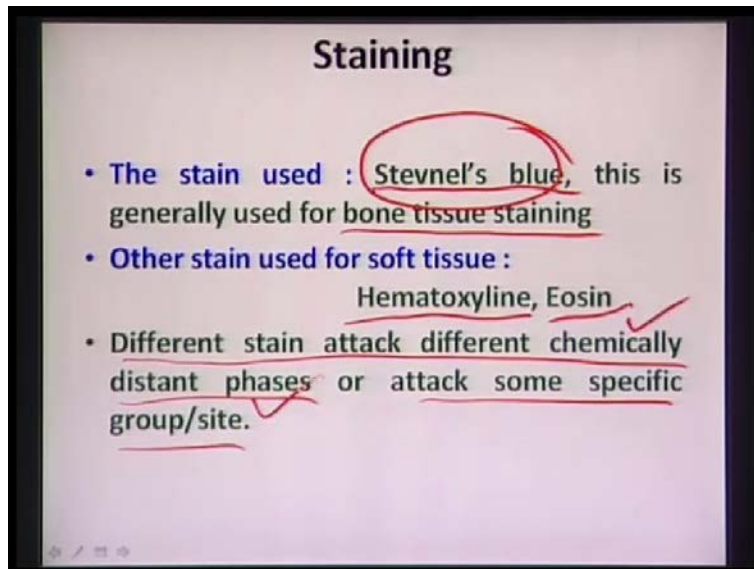 Staining
• The stain used : Stevnel's blue, this is
generally used for bone tissue staining
• Other stain used for soft tissue :
Hematoxyline, Eosin
• Different stain attack different chemically
distant phases or attack some specific
group/site.